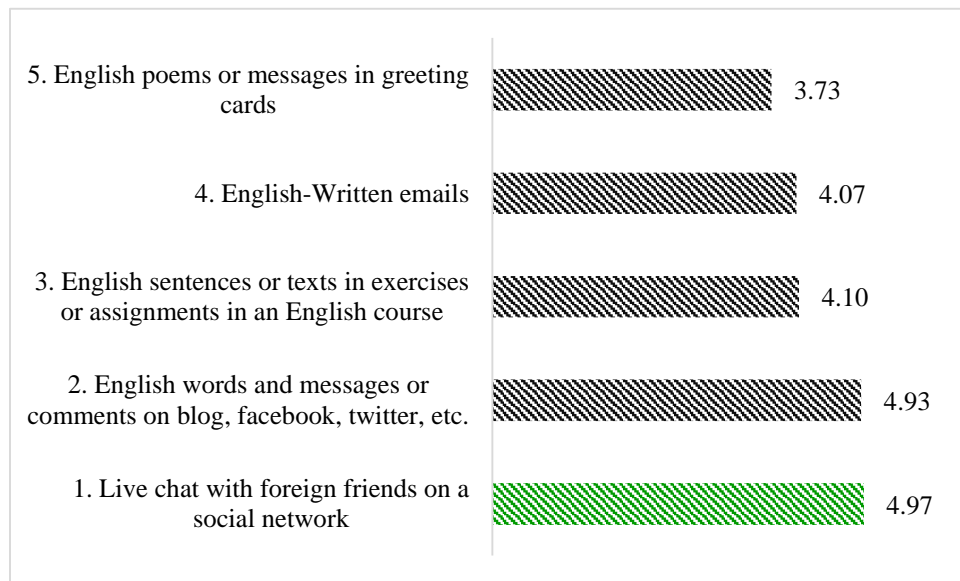 5. English poems or messages in greeting
cards
3.73
4. English-Written emails
4.07
3. English sentences or texts in exercises
or assignments in an English course
4.10
2. English words and messages or
comments on blog, facebook, twitter, etc.
4.93
1. Live chat with foreign friends on a
social network
4.97